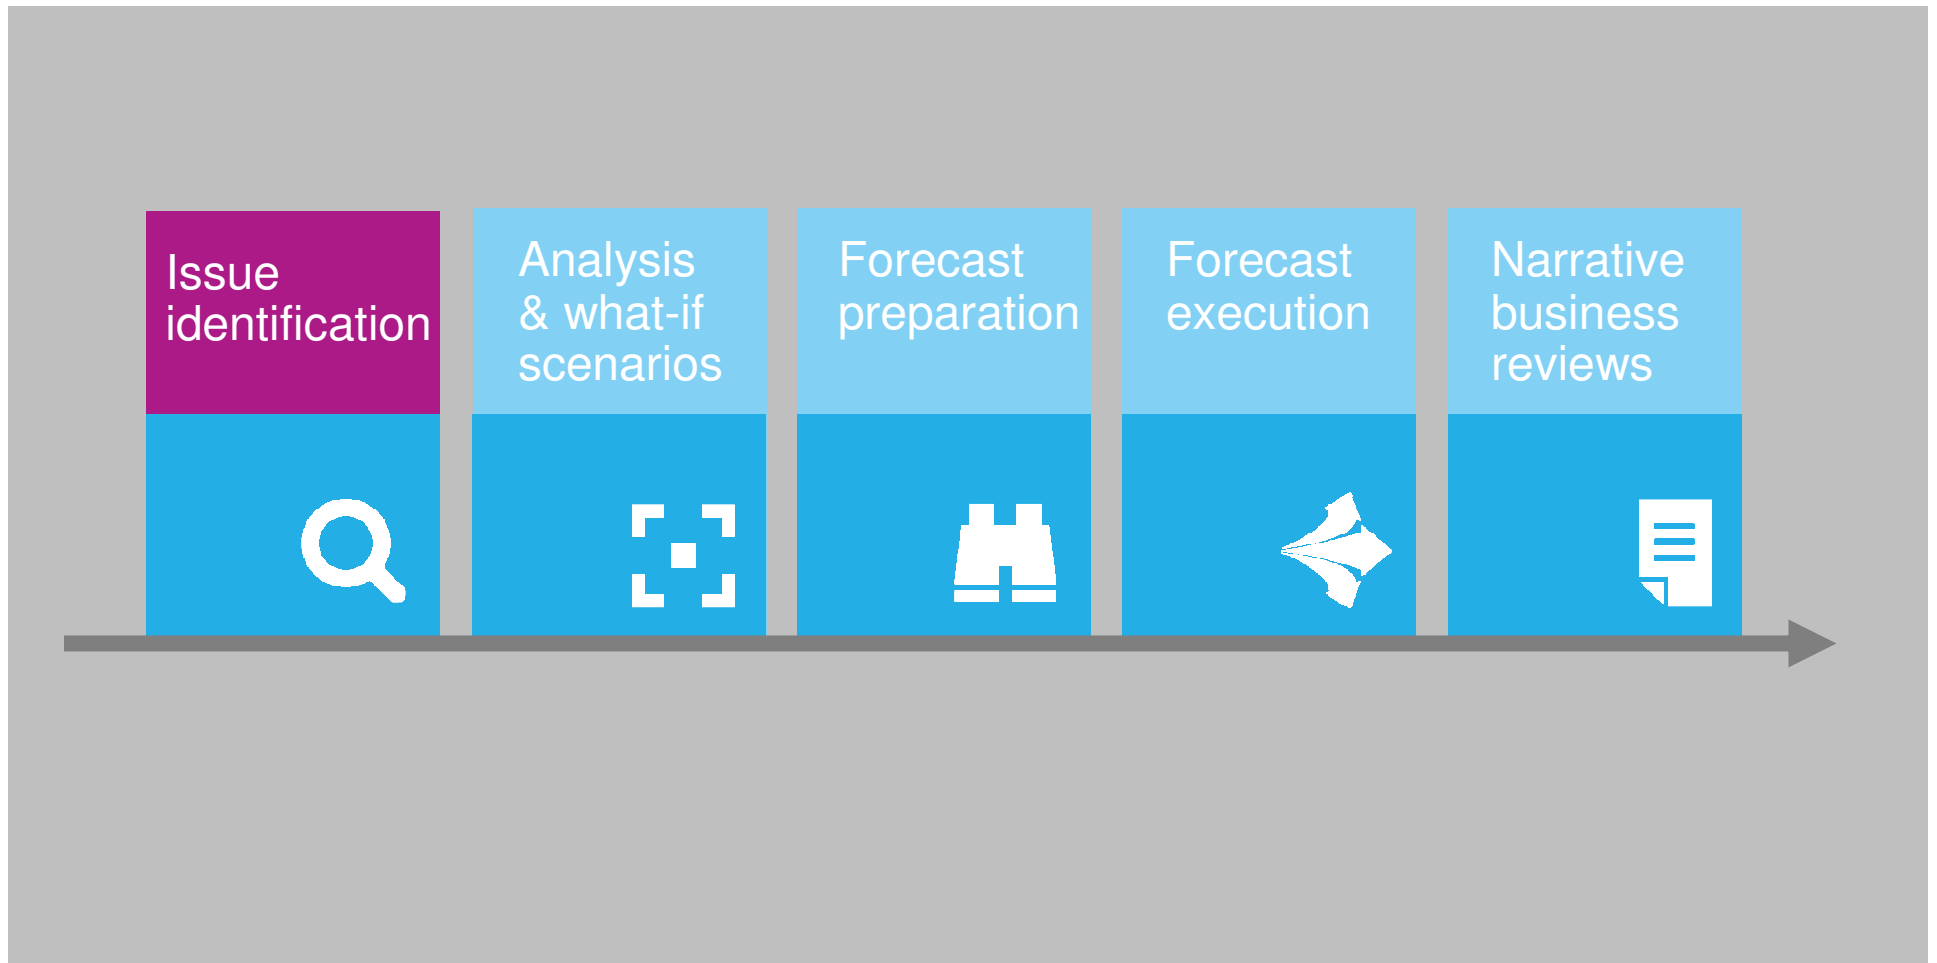 Issue
identification
Analysis
& what-if
scenarios
Forecast
preparation
Forecast
execution
Narrative
business
reviews